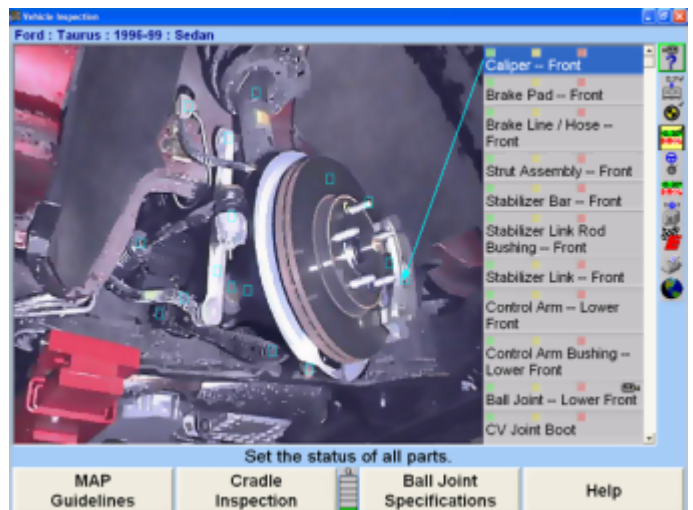 Vehicle Inspection
Ford : Taurus : 1996-99 : Sedan
Caliper -- Front
Brake Pad -- Front
Brake Line / Hose --
Front
Strut Assembly -- Front
Stabilizer Bar -- Front
Stabilizer Link Rod
Bushing -- Front
Stabilizer Link -- Front
Control Arm -- Lower
Front
Control Arm Bushing --
Lower Front
Ball Joint -- Lower Front
CV Joint Boot
Set the status of all parts.
MAP
Guidelines
Cradle
Inspection
Ball Joint
Specifications
Help